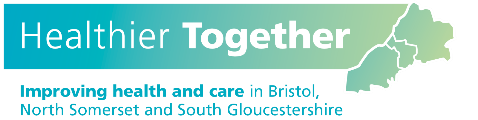 Healthier Together
Improving health and care in Bristol,
North Somerset and South Gloucestershire